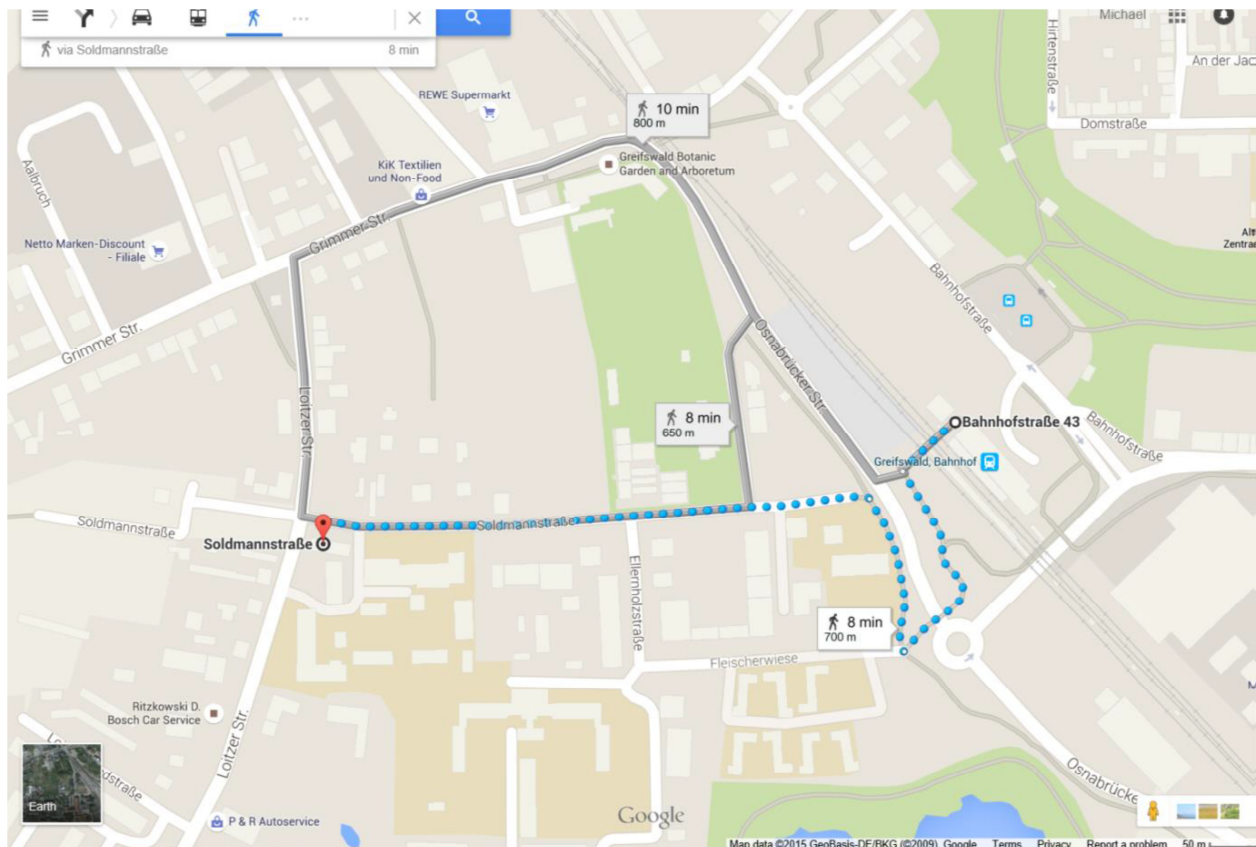 via Soldmannstraße 8 min
Michael
Hirtenstraße
An der Jac
Domstraße
REWE Supermarkt
10 min
800 m
Greifswald Botanic
Garden and Arboretum
KiK Textilien
und Non-Food
Aalbruch
Grimmer Str.
Netto Marken-Discount
- Filiale
Alt
Zentrae
Bahnhofstraße
Grimmer Str.
Osnabrücker Str.
Loitzer Str.
8 min
650 m
Bahnhofstraße 43
Bahnhofstraße
Greifswald, Bahnhof
Soldmannstraße
Soldmannstraße
Soldmannstraße
Ellernholzstraße
8 min
700 m
Fleischerwiese
Ritzkowski D.
Bosch Car Service
Loitzer Str.
dstraße
Earth
Osnabrücke
P & R Autoservice
Google
Map data ©2015 GeoBasis-DE/BKG (©2009), Google Terms Privacy Report a problem 50 m